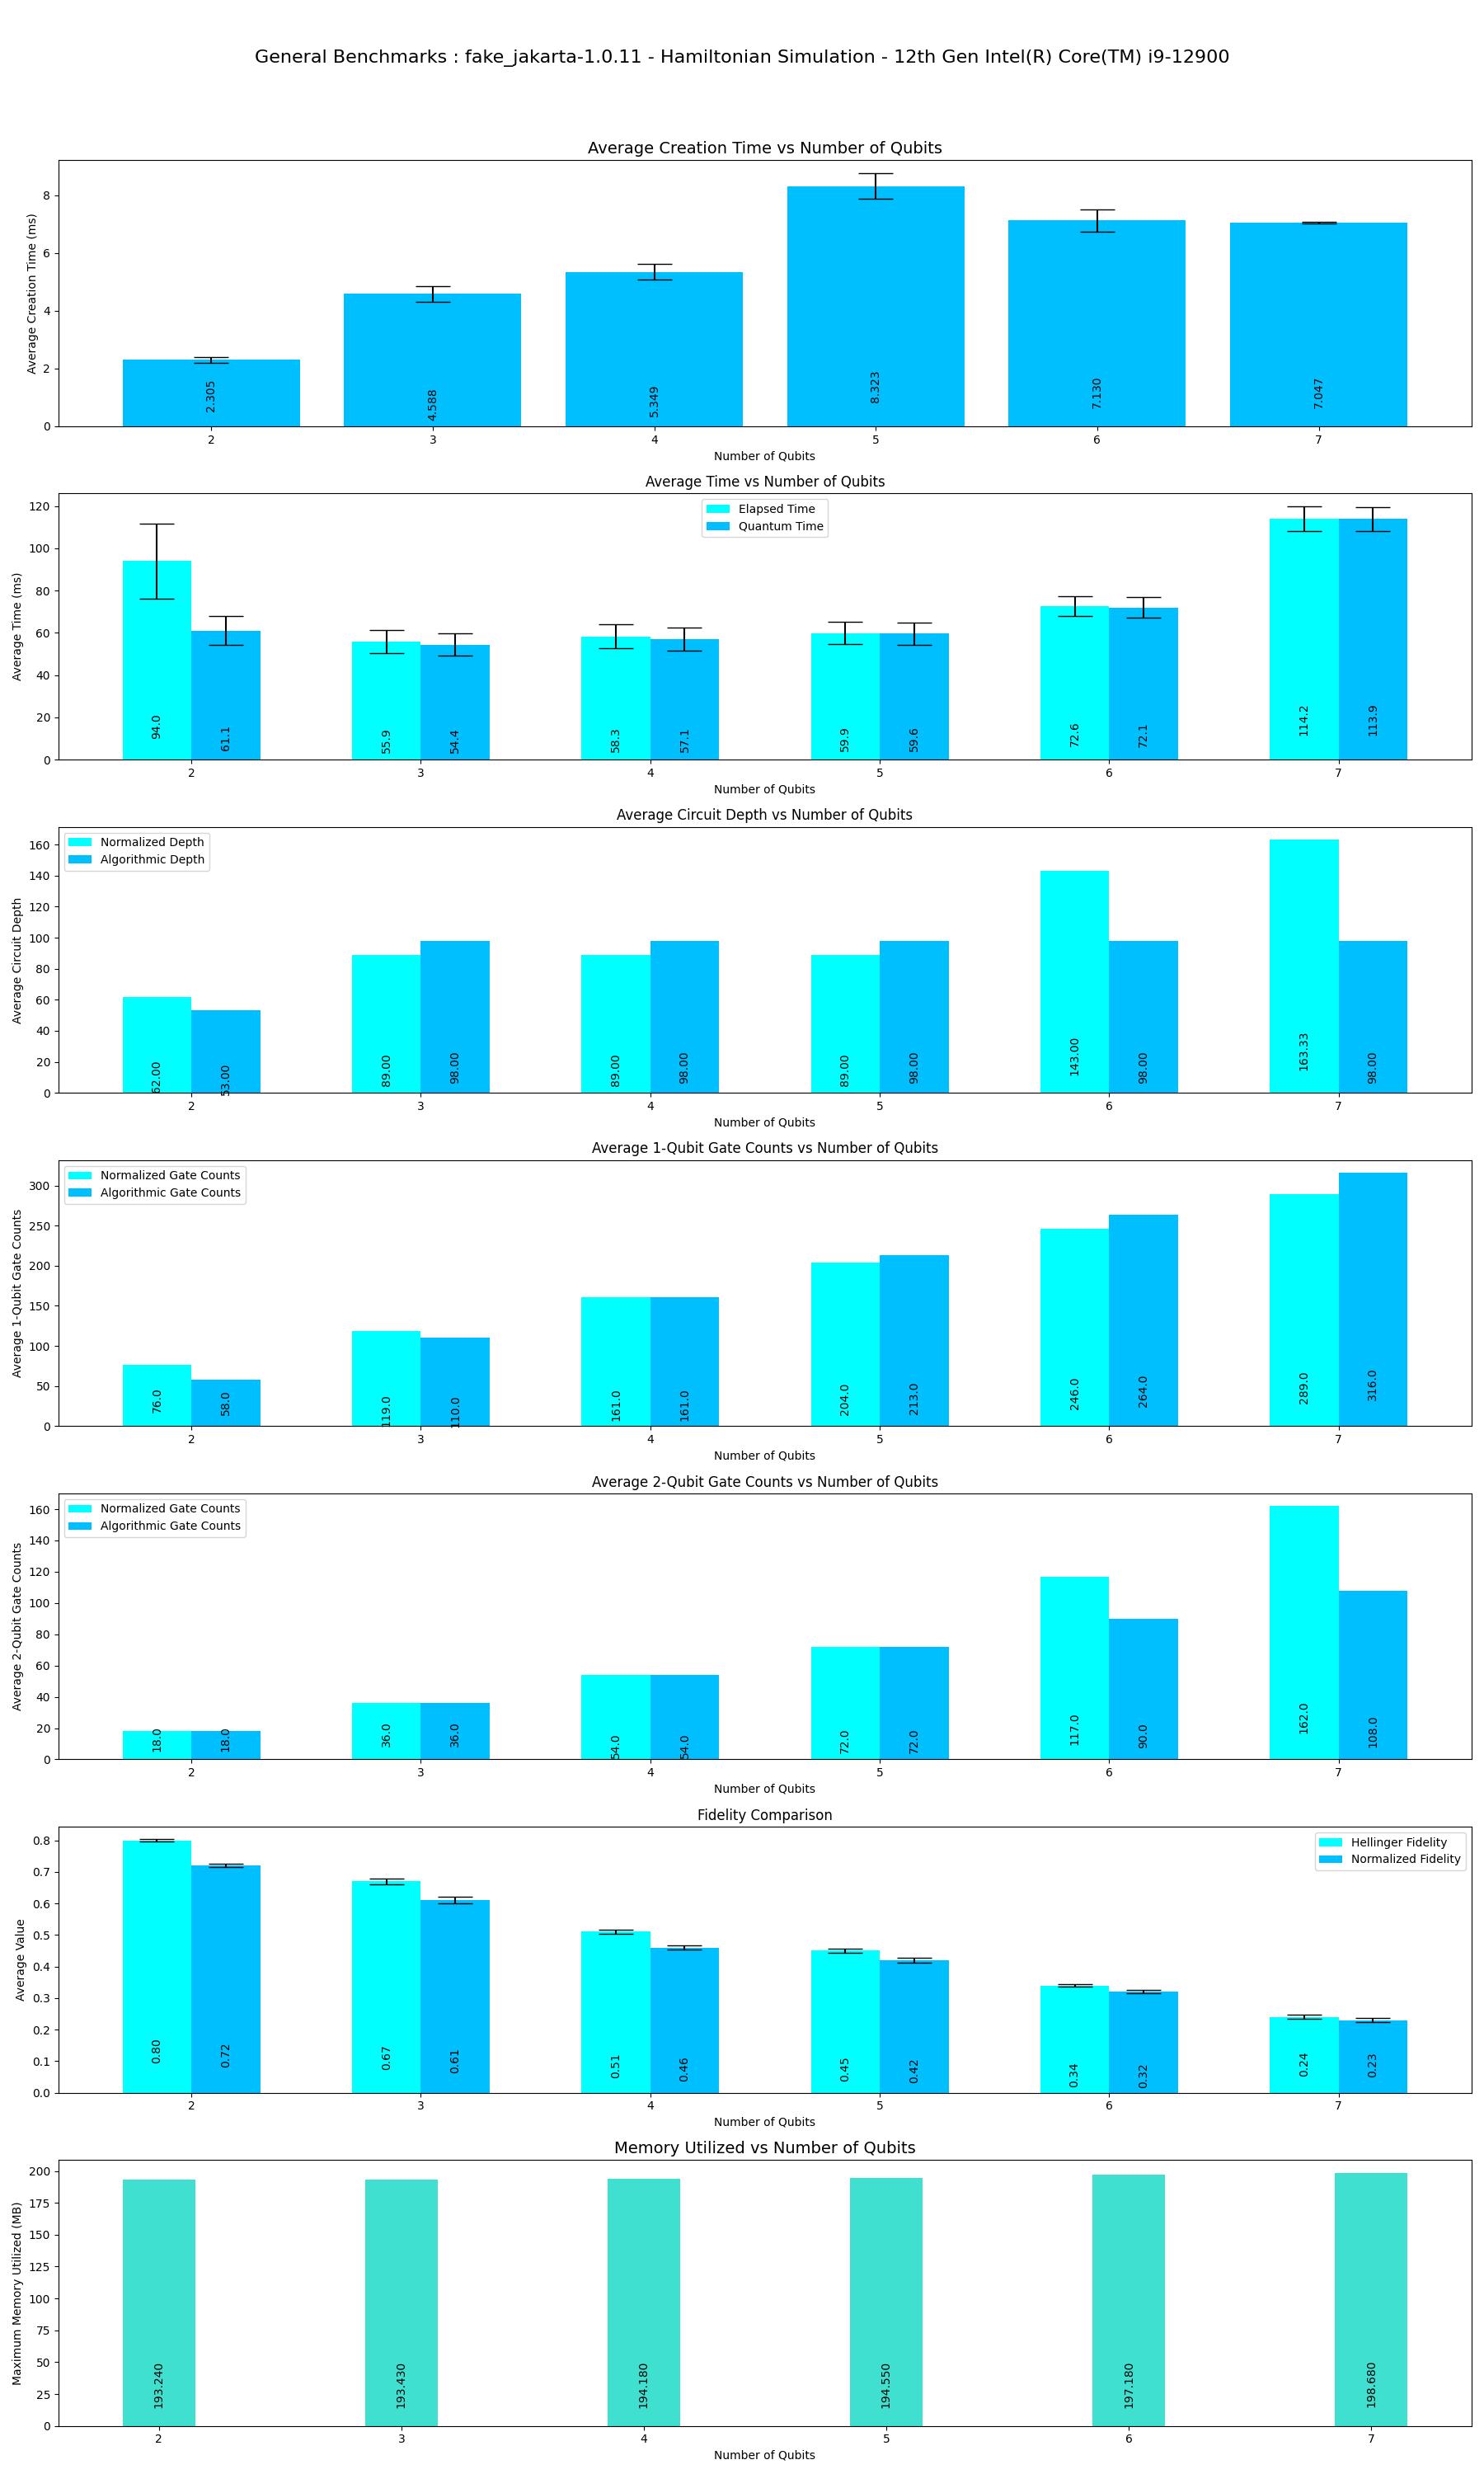 General Benchmarks : fake_jakarta-1.0.11 - Hamiltonian Simulation - 12th Gen Intel(R) Core(TM) i9-12900
Average Creation Time vs Number of Qubits
Average Creation Time (ms)
8
6
4
2
0
2.305
4.588
5.349
8.323
7.130
7.047
2 3 4 5 6 7
Number of Qubits
Average Time vs Number of Qubits
Elapsed Time
Quantum Time
Average Time (ms)
120
100
80
60
40
20
0
94.0 61.1 55.9 54.4 58.3 57.1 59.9 59.6 72.6 72.1 114.2 113.9
2 3 4 5 6 7
Number of Qubits
Average Circuit Depth vs Number of Qubits
Normalized Depth
Algorithmic Depth
Average Circuit Depth
160
140
120
100
80
60
40
20
0
62.00 53.00 89.00 98.00 89.00 98.00 89.00 98.00 143.00 98.00 163.33 98.00
2 3 4 5 6 7
Number of Qubits
Average 1-Qubit Gate Counts vs Number of Qubits
Normalized Gate Counts
Algorithmic Gate Counts
Average 1-Qubit Gate Counts
300
250
200
150
100
50
0
76.0 58.0 119.0 110.0 161.0 161.0 204.0 213.0 246.0 264.0 289.0 316.0
2 3 4 5 6 7
Number of Qubits
Average 2-Qubit Gate Counts vs Number of Qubits
Normalized Gate Counts
Algorithmic Gate Counts
Average 2-Qubit Gate Counts
160
140
120
100
80
60
40
20
0
18.0 18.0 36.0 36.0 54.0 54.0 72.0 72.0 117.0 90.0 162.0 108.0
2 3 4 5 6 7
Number of Qubits
Fidelity Comparison
Hellinger Fidelity
Normalized Fidelity
Average Value
0.8
0.7
0.6
0.5
0.4
0.3
0.2
0.1
0.0
0.80 0.72 0.67 0.61 0.51 0.46 0.45 0.42 0.34 0.32 0.24 0.23
2 3 4 5 6 7
Number of Qubits
Memory Utilized vs Number of Qubits
Maximum Memory Utilized (MB)
200
175
150
125
100
75
50
25
0
193.240 193.430 194.180 194.550 197.180 198.680
2 3 4 5 6 7
Number of Qubits